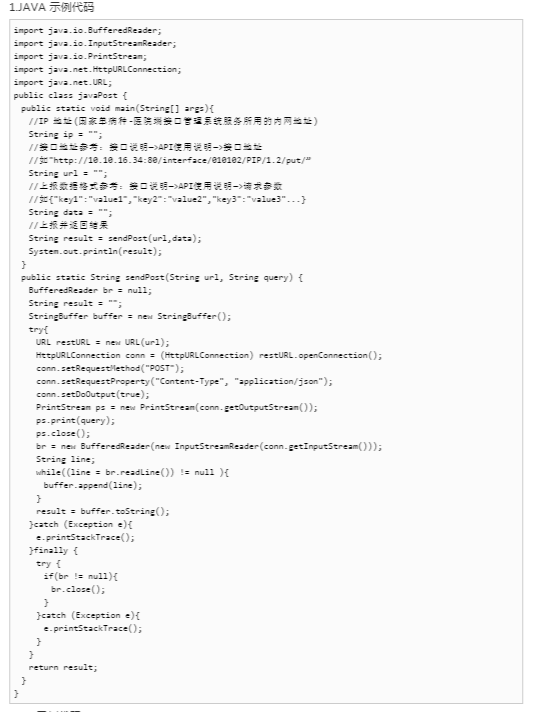 1.JAVA 示例代码
import java.io.BufferedReader;
import java.io.InputStreamReader;
import java.io.PrintStream;
import java.net.HttpURLConnection;
import java.net.URL;
public class javaPost {
public static void main(String[] args){
//IP 地址(国家单病种-医院端接口管理系统服务所用的内网地址)
String ip = "";
//接口地址参考：接口说明->API使用说明->接口地址
//如"http://10.10.16.34:80/interface/010102/PIP/1.2/put/"
String url = "";
//上报数据格式参考：接口说明->API使用说明->请求参数
//如{"key1":"value1","key2":"value2","key3":"value3"...}
String data = "";
//上报并返回结果
String result = sendPost(url,data);
System.out.println(result);
}
public static String sendPost(String url, String query) {
BufferedReader br = null;
String result = "";
StringBuffer buffer = new StringBuffer();
try{
URL restURL = new URL(url);
HttpURLConnection conn = (HttpURLConnection) restURL.openConnection();
conn.setRequestMethod("POST");
conn.setRequestProperty("Content-Type", "application/json");
conn.setDoOutput(true);
PrintStream ps = new PrintStream(conn.getOutputStream());
ps.print(query);
ps.close();
br = new BufferedReader(new InputStreamReader(conn.getInputStream()));
String line;
while((line = br.readLine()) != null ){
buffer.append(line);
}
result = buffer.toString();
}catch (Exception e){
e.printStackTrace();
}finally {
try {
if(br != null){
br.close();
}
}catch (Exception e){
e.printStackTrace();
}
}
return result;
}
}